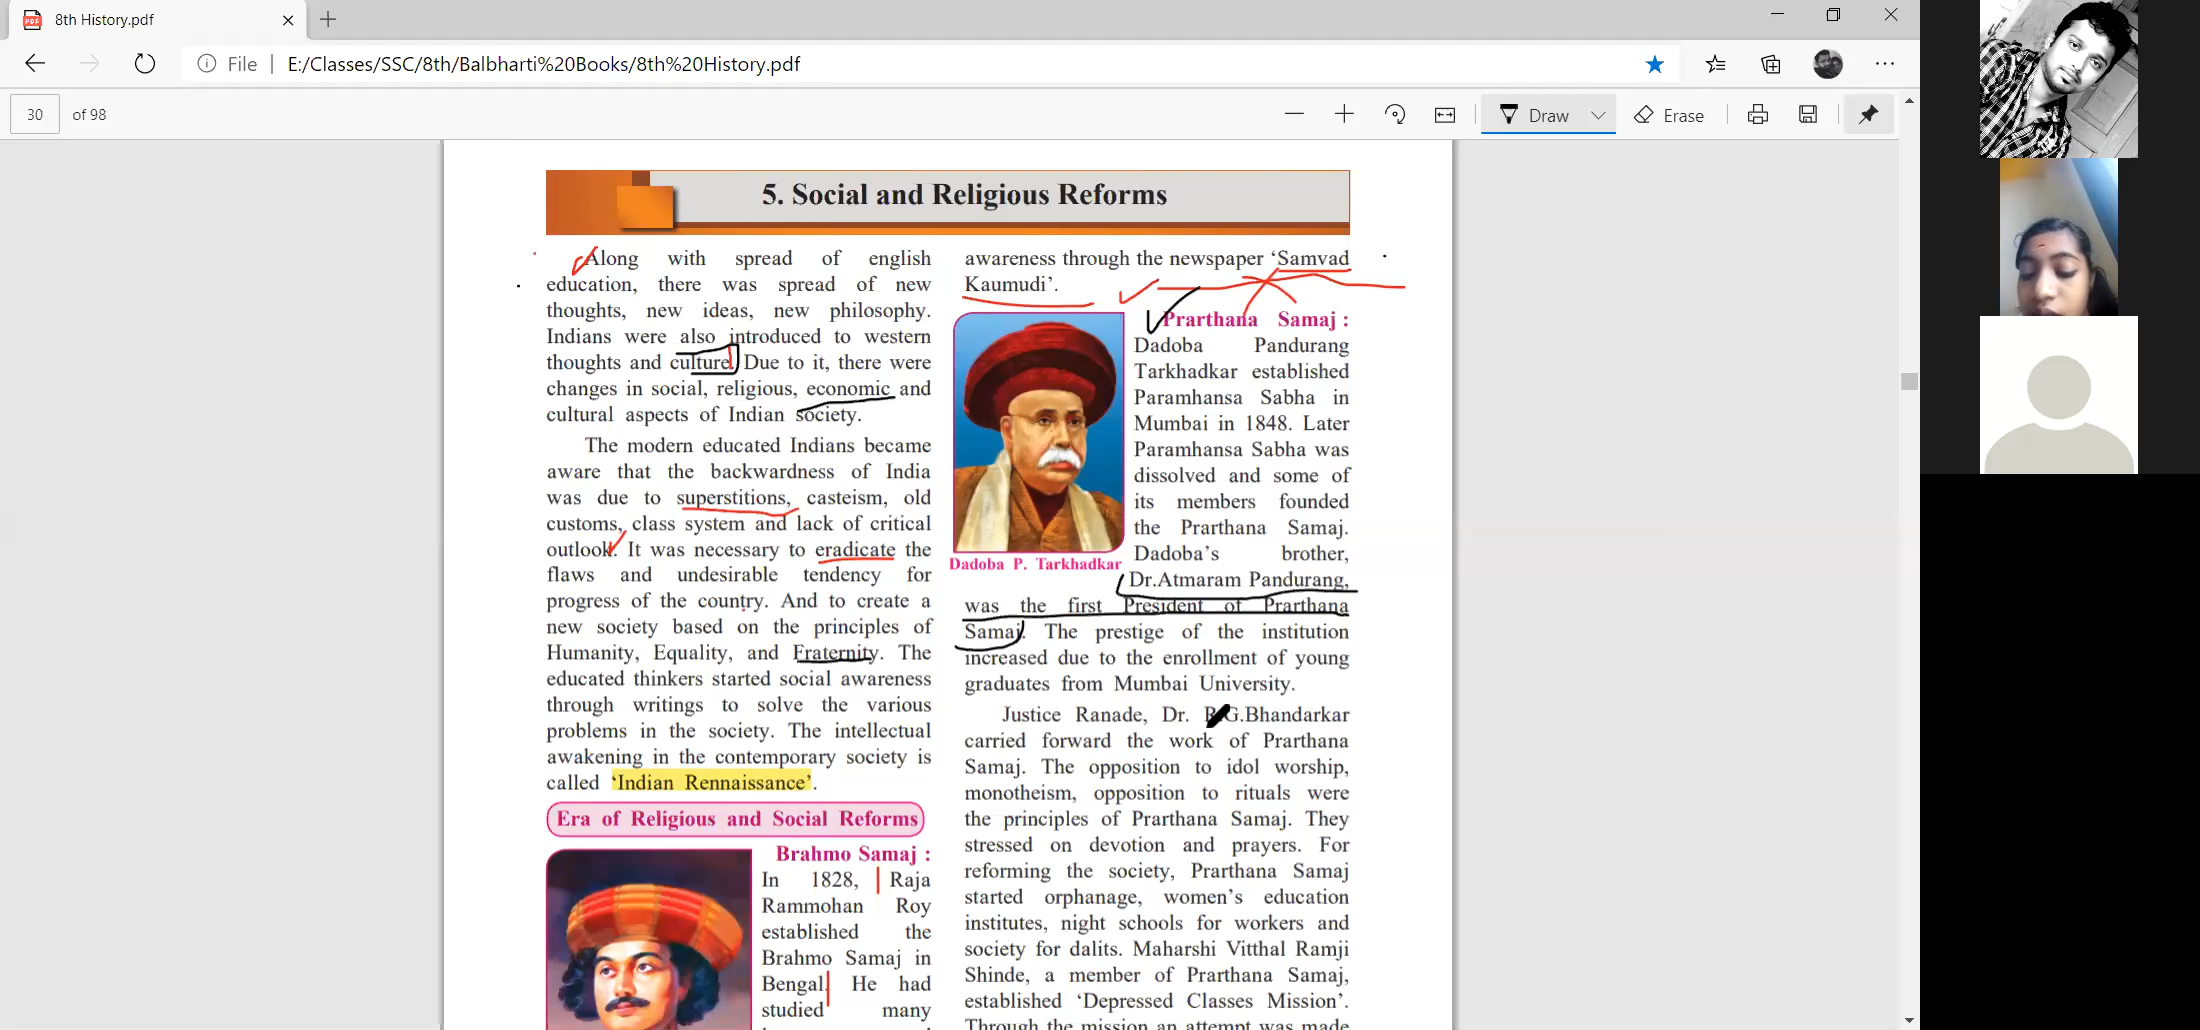 8th History.pdf
File
E:/Classes/SSC/8th/Balbharti%20Books/8th%20History.pdf
30 of 98
Draw
Erase
5. Social and Religious Reforms
Along with spread of english
education, there was spread of new
thoughts, new ideas, new philosophy.
Indians were also introduced to western
thoughts and culture. Due to it, there were
changes in social, religious, economic and
cultural aspects of Indian society.
The modern educated Indians became
aware that the backwardness of India
was due to superstitions, casteism, old
customs, class system and lack of critical
outlook. It was necessary to eradicate the
flaws and undesirable tendency for
progress of the country. And to create a
new society based on the principles of
Humanity, Equality, and Fraternity. The
educated thinkers started social awareness
through writings to solve the various
problems in the society. The intellectual
awakening in the contemporary society is
called ‘Indian Rennaissance’.
Era of Religious and Social Reforms
Brahmo Samaj :
In 1828, Raja
Rammohan Roy
established the
Brahmo Samaj in
Bengal. He had
studied many
awareness through the newspaper ‘Samvad
Kaumudi’.
Prarthana Samaj :
Dadoba Pandurang
Tarkhadkar established
Paramhansa Sabha in
Mumbai in 1848. Later
Paramhansa Sabha was
dissolved and some of
its members founded
the Prarthana Samaj.
Dadoba’s brother,
Dadoba P. Tarkhadkar
Dr.Atmaram Pandurang,
was the first President of Prarthana
Samaj. The prestige of the institution
increased due to the enrollment of young
graduates from Mumbai University.
Justice Ranade, Dr. R.G.Bhandarkar
carried forward the work of Prarthana
Samaj. The opposition to idol worship,
monotheism, opposition to rituals were
the principles of Prarthana Samaj. They
stressed on devotion and prayers. For
reforming the society, Prarthana Samaj
started orphanage, women’s education
institutes, night schools for workers and
society for dalits. Maharshi Vitthal Ramji
Shinde, a member of Prarthana Samaj,
established ‘Depressed Classes Mission’.
Through the mission an attempt was made